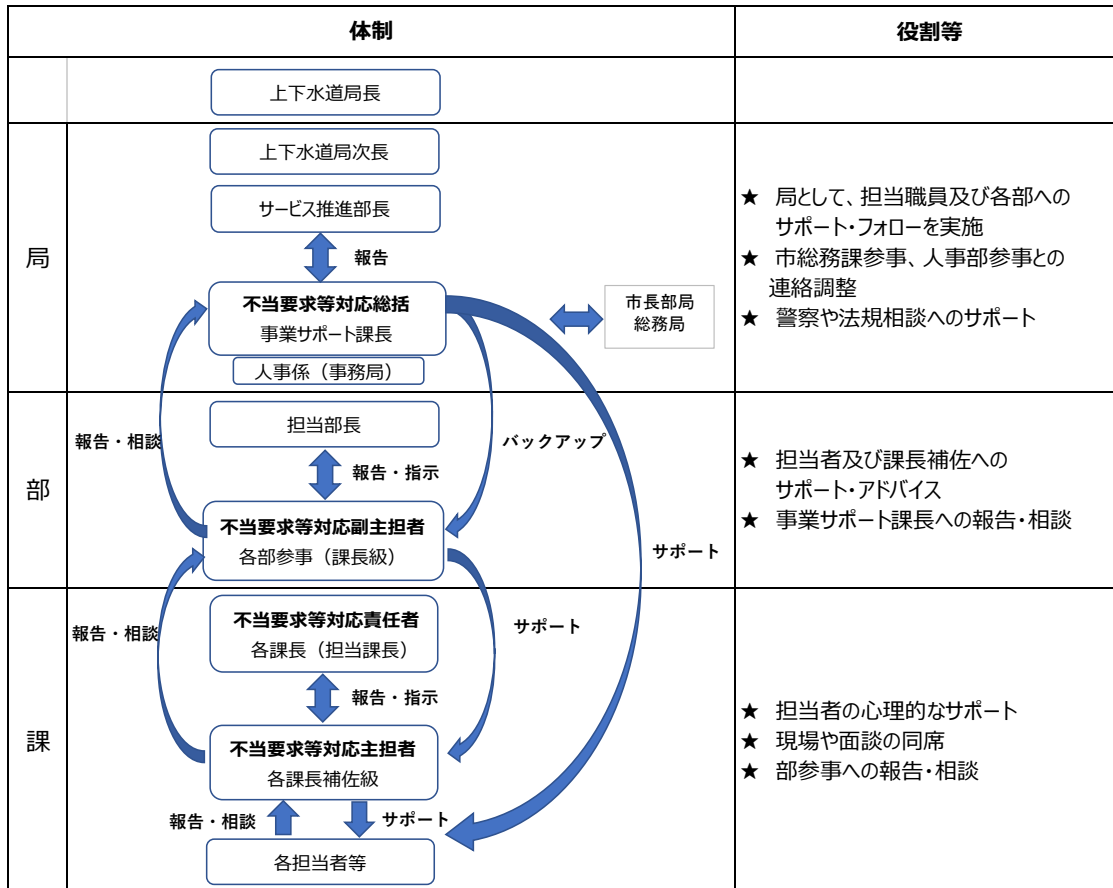 体制
役割等
上下水道局長
局
上下水道局次長
サービス推進部長
報告
不当要求等対応総括
事業サポート課長
人事係（事務局）
市長部局
総務局
★ 局として、担当職員及び各部への
サポート・フォローを実施
★ 市総務課参事、人事部参事との
連絡調整
★ 警察や法規相談へのサポート
部
報告・相談
担当部長
バックアップ
報告・指示
不当要求等対応副主担者
各部参事（課長級）
サポート
★ 担当者及び課長補佐への
サポート・アドバイス
★ 事業サポート課長への報告・相談
課
報告・相談
不当要求等対応責任者
各課長（担当課長）
サポート
報告・指示
不当要求等対応主担者
各課長補佐級
報告・相談
サポート
各担当者等
★ 担当者の心理的なサポート
★ 現場や面談の同席
★ 部参事への報告・相談